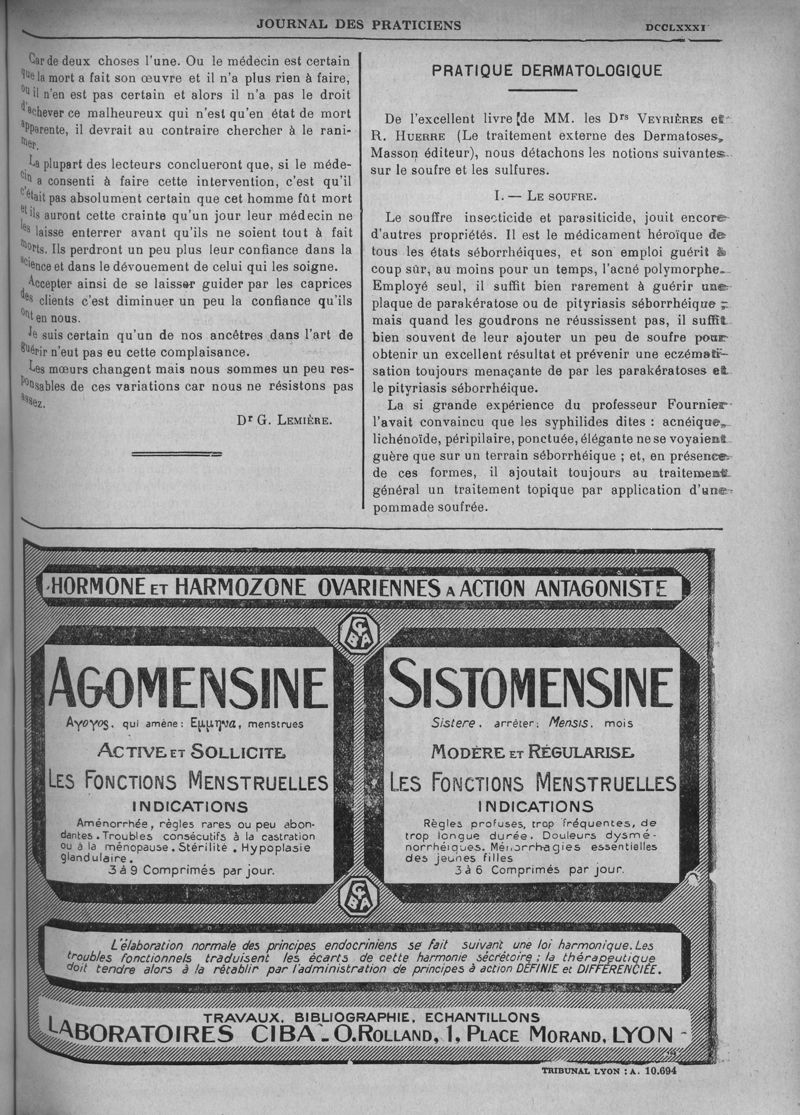 JOURNAL DES PRATICIENS
DCCLXXXI
Car de deux choses l'une. Ou le médecin est certain
que la mort a fait son œuvre et il n'a plus rien à faire,
ou il n'en est pas certain et alors il n'a pas le droit
d'achever ce malheureux qui n'est qu'en état de mort
apparente, il devrait au contraire chercher à le rani-
mer.
La plupart des lecteurs conclueront que, si le méde-
cin a consenti à faire cette intervention, c'est qu'il
c'était pas absolument certain que cet homme fût mort
et ils auront cette crainte qu'un jour leur médecin ne
les laisse enterrer avant qu'ils ne soient tout à fait
morts. Ils perdront un peu plus leur confiance dans la
science et dans le dévouement de celui qui les soigne.
Accepter ainsi de se laisser guider par les caprices
des clients c'est diminuer un peu la confiance qu'ils
ont en nous.
Je suis certain qu'un de nos ancêtres dans l'art de
guérir n'eut pas eu cette complaisance.
Les mœurs changent mais nous sommes un peu res-
ponsables de ces variations car nous ne résistons pas
assez.
Dr G. LEMIÈRE.
PRATIQUE DERMATOLOGIQUE
De l'excellent livre de MM. les Drs VEYRIÈRES et
R. HUERRE (Le traitement externe des Dermatoses,
Masson éditeur), nous détachons les notions suivantes
sur le soufre et les sulfures.
I. — LE SOUFRE.
Le souffre insecticide et parasiticide, jouit encore
d'autres propriétés. Il est le médicament héroïque de
tous les états séborrhéiques, et son emploi guérit à
coup sûr, au moins pour un temps, l'acné polymorphe.
Employé seul, il suffit bien rarement à guérir une
plaque de parakératose ou de pityriasis séborrhéique ;
mais quand les goudrons ne réussissent pas, il suffit
bien souvent de leur ajouter un peu de soufre pour
obtenir un excellent résultat et prévenir une eczémati-
sation toujours menaçante de par les parakératoses et
le pityriasis séborrhéique.
La si grande expérience du professeur Fournier
l'avait convaincu que les syphilides dites : acnéique,
lichénoïde, péripilaire, ponctuée, élégante ne se voyaient
guère que sur un terrain séborrhéique ; et, en présence
de ces formes, il ajoutait toujours au traitement
général un traitement topique par application d'une
pommade soufrée.
HORMONE ET HARMOZONE OVARIENNES A ACTION ANTAGONISTE
CIBA
AGOMENSINE
Αγογος, qui amène : Εμμηνα, menstrues
ACTIVE ET SOLLICITE
LES FONCTIONS MENSTRUELLES
INDICATIONS
Aménorrhée, règles rares ou peu abon-
dantes. Troubles consécutifs à la castration
ou à la ménopause. Stérilité. Hypoplasie
glandulaire.
3 à 9 Comprimés par jour.
SISTOMENSINE
Sistere, arrêter; Mensis, mois
MODÈRE ET RÉGULARISE
LES FONCTIONS MENSTRUELLES
INDICATIONS
Règles profuses, trop fréquentes, de
trop longue durée. Douleurs dysmé-
norrhéiques. Ménorrhagies essentielles
des jeunes filles
3 à 6 Comprimés par jour.
CIBA
L'élaboration normale des principes endocriniens se fait suivant une loi harmonique. Les
troubles fonctionnels traduisent les écarts de cette harmonie sécrétoire ; la thérapeutique
doit tendre alors à la rétablir par l'administration de principes à action DÉFINIE et DIFFÉRENCIÉE.
TRAVAUX, BIBLIOGRAPHIE, ECHANTILLONS
LABORATOIRES CIBA - O. ROLLAND, 1, PLACE MORAND, LYON
TRIBUNAL LYON : A. 10.694